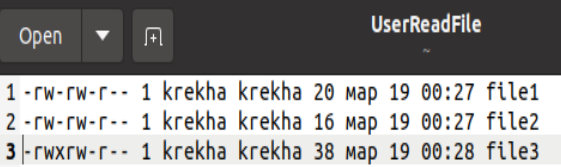 Open
UserReadFile
~
1 -rw-rw-r-- 1 krekha krekha 20 мар 19 00:27 file1
2 -rw-rw-r-- 1 krekha krekha 16 мар 19 00:27 file2
3 -rwxrw-r-- 1 krekha krekha 38 мар 19 00:28 file3